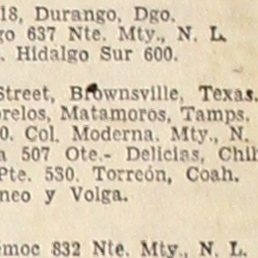 18, Durango, Dgo.
go 637 Nte. Mty., N. L.
. Hidalgo Sur 600.
Street, Brownsville, Texas.
orelos, Matamoros, Tamps.
0. Col. Moderna. Mty., N.
a 507 Ote.- Delicias, Chih
Pte. 530. Torreón, Coah.
neo y Volga.
émoc 832 Nte. Mty., N. L.